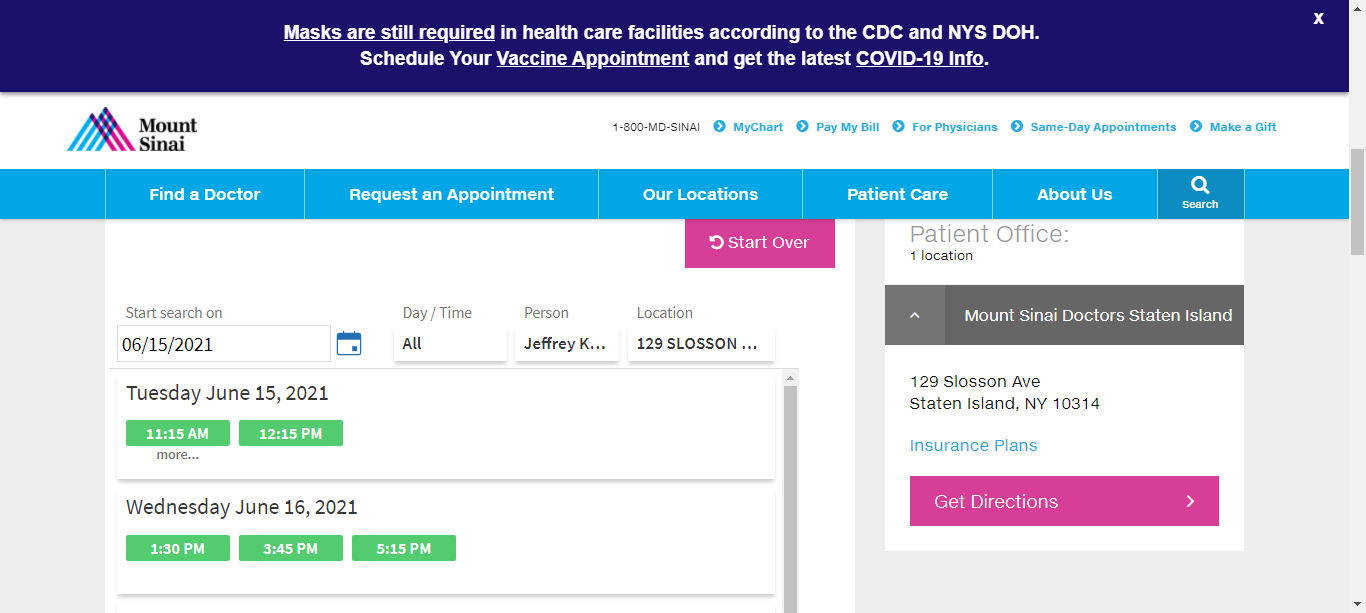 Masks are still required in health care facilities according to the CDC and NYS DOH.
Schedule Your Vaccine Appointment and get the latest COVID-19 Info.
X
Mount
Sinai
1-800-MD-SINAI MyChart Pay My Bill For Physicians Same-Day Appointments Make a Gift
Find a Doctor Request an Appointment Our Locations Patient Care About Us Search
Start Over
Start search on Day / Time Person Location
06/15/2021 All Jeffrey K... 129 SLOSSON ...
Tuesday June 15, 2021
11:15 AM 12:15 PM
more...
Wednesday June 16, 2021
1:30 PM 3:45 PM 5:15 PM
Patient Office:
1 location
Mount Sinai Doctors Staten Island
129 Slosson Ave
Staten Island, NY 10314
Insurance Plans
Get Directions